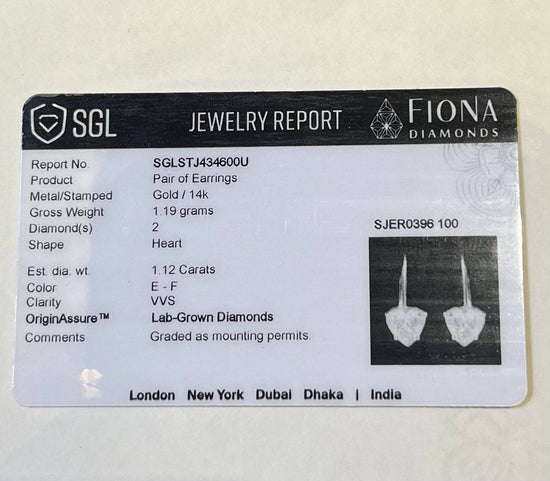 SGL
JEWELRY REPORT
FIONA
DIAMONDS
Report No. SGLSTJ434600U
Product Pair of Earrings
Metal/Stamped Gold / 14k
Gross Weight 1.19 grams
Diamond(s) 2
Shape Heart
Est. dia. wt. 1.12 Carats
Color E - F
Clarity VVS
OriginAssure™ Lab-Grown Diamonds
Comments Graded as mounting permits.
SJER0396 100
London New York Dubai Dhaka | India